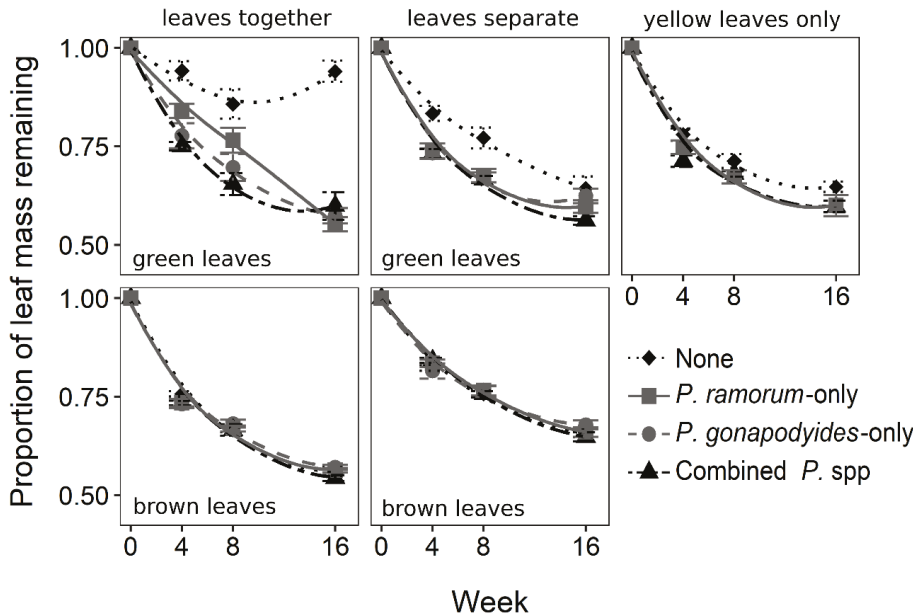 leaves together
leaves separate
yellow leaves only
Proportion of leaf mass remaining
1.00
0.75
0.50
green leaves
green leaves
0 4 8 16
1.00
0.75
0.50
brown leaves
brown leaves
0 4 8 16
0 4 8 16
None
P. ramorum-only
P. gonapodyides-only
Combined P. spp
Week